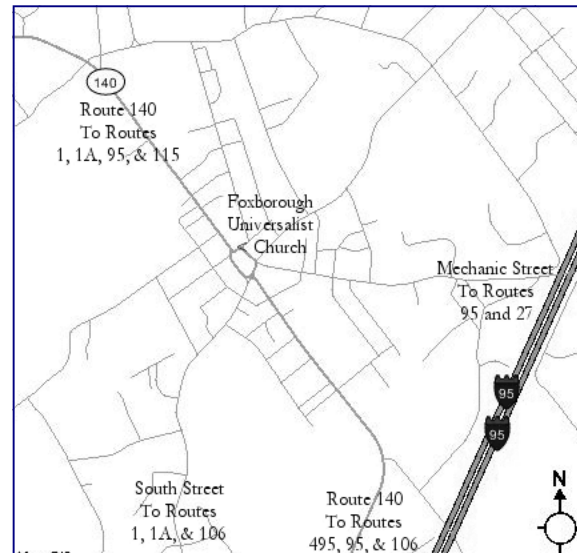 140
Route 140
To Routes
1, 1A, 95, & 115
Foxborough
Universalist
Church
Mechanic Street
To Routes
95 and 27
95
95
South Street
To Routes
1, 1A, & 106
Route 140
To Routes
495, 95, & 106
N